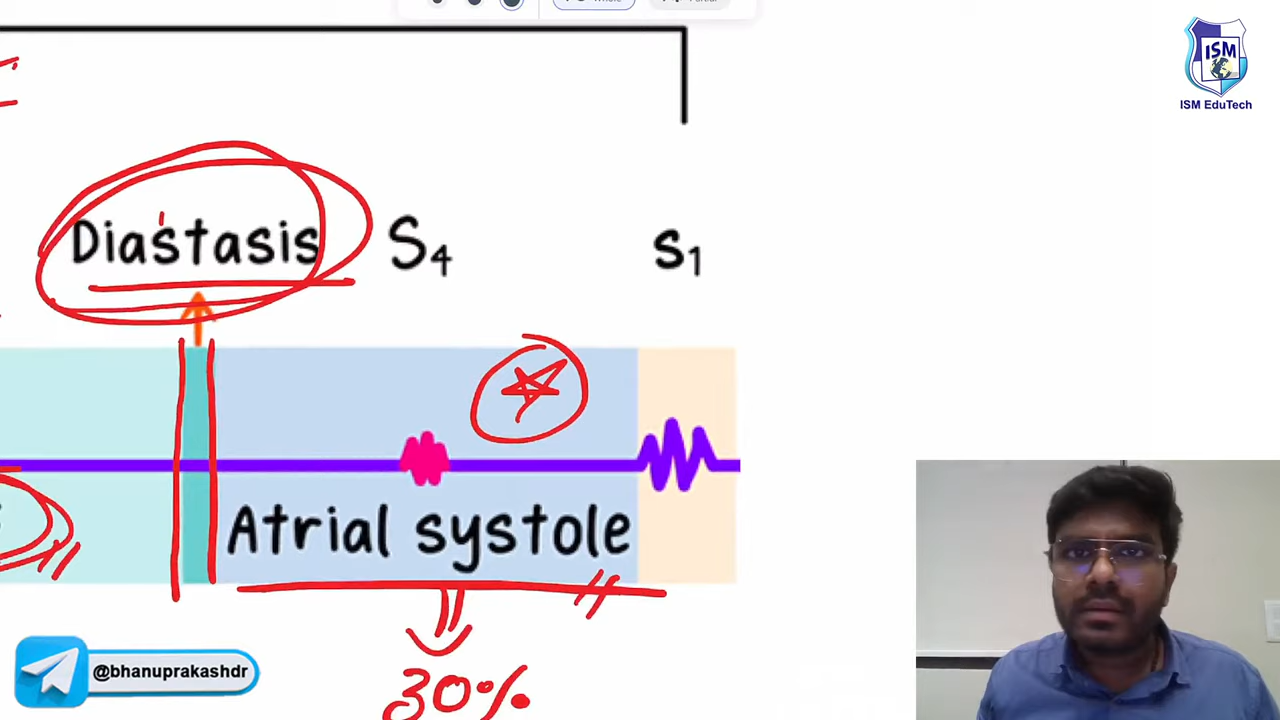 ISM
ISM EduTech
Diastasis S₄ s₁
Atrial systole
@bhanuprakashdr
30%